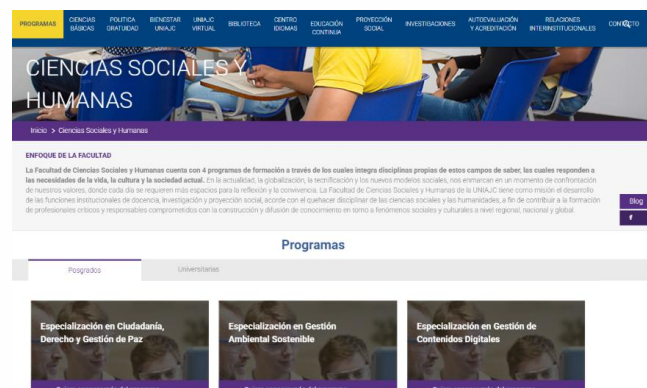 PROGRAMAS
CIENCIAS
BÁSICAS
POLITICA
GRATUIDAD
BIENESTAR
UNIAJC
UNIAJC
VIRTUAL
BIBLIOTECA
CENTRO
IDIOMAS
EDUCACIÓN
CONTINUA
PROYECCIÓN
SOCIAL
INVESTIGACIONES
AUTOEVALUACIÓN
Y ACREDITACIÓN
RELACIONES
INTERINSTITUCIONALES
CIENCIAS SOCIALES Y
HUMANAS
Inicio > Ciencias Sociales y Humanas
ENFOQUE DE LA FACULTAD
La Facultad de Ciencias Sociales y Humanas cuenta con 4 programas de formación a través de los cuales integra disciplinas propias de estos campos de saber, las cuales responden a
las necesidades de la vida, la cultura y la sociedad actual. En la actualidad, la globalización, la tecnificación y los nuevos modelos sociales, nos enmarcan en un momento de confrontación
de nuestros valores, donde cada día se requieren más espacios para la reflexión y la convivencia. La Facultad de Ciencias Sociales y Humanas de la UNIAJC tiene como misión el desarrollo
de las funciones institucionales de docencia, investigación y proyección social, acorde con el quehacer disciplinar de las ciencias sociales y las humanidades, a fin de contribuir a la formación
de profesionales críticos y responsables comprometidos con la construcción y difusión de conocimiento en torno a fenómenos sociales y culturales a nivel regional, nacional y global.
Blog
f
Programas
Posgrados
Universitarias
Especialización en Ciudadanía,
Derecho y Gestión de Paz
Especialización en Gestión
Ambiental Sostenible
Especialización en Gestión de
Contenidos Digitales